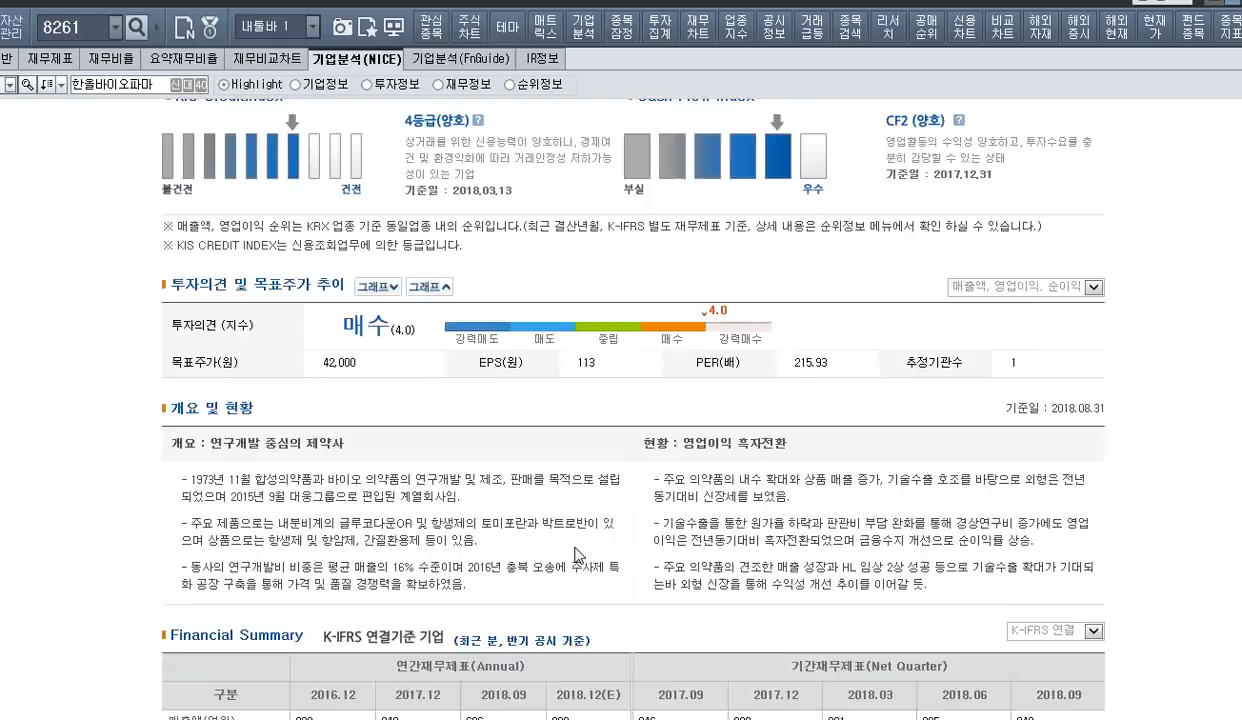 자산 관리 8261 내툴바 1 관심 종목 주식 차트 테마 매트 릭스 기업 분석 종목 잠정 투자 집계 재무 차트 업종 지수 공시 정보 거래 급등 종목 검색 리서 치 공매 순위 신용 차트 비교 차트 해외 자재 해외 증시 해외 현재 현재 가 펀드 종목 종목 지표
반 재무제표 재무비율 요약재무비율 재무비교차트 기업분석(NICE) 기업분석(FnGuide) IR정보
한올바이오파마 신 대 40 Highlight 기업정보 투자정보 재무정보 순위정보
4등급(양호) ?
상거래를 위한 신용능력이 양호하나, 경제여
건 및 환경악화에 따라 거래안정성 저하가능
성이 있는 기업
기준일 : 2018.03.13
불건전 건전
CF2 (양호) ?
영업활동의 수익성 양호하고, 투자수요를 충
분히 감당할 수 있는 상태
기준일 : 2017.12.31
부실 우수
※ 매출액, 영업이익 순위는 KRX 업종 기준 동일업종 내의 순위입니다.(최근 결산년월, K-IFRS 별도 재무제표 기준, 상세 내용은 순위정보 메뉴에서 확인 하실 수 있습니다.)
※ KIS CREDIT INDEX는 신용조회업무에 의한 등급입니다.
투자의견 및 목표주가 추이 그래프 그래프 매출액, 영업이익, 순이익
투자의견 (지수) 매수(4.0) 4.0
강력매도 매도 중립 매수 강력매수
목표주가(원) 42,000 EPS(원) 113 PER(배) 215.93 추정기관수 1
개요 및 현황 기준일 : 2018.08.31
개요 : 연구개발 중심의 제약사
- 1973년 11월 합성의약품과 바이오 의약품의 연구개발 및 제조, 판매를 목적으로 설립
되었으며 2015년 9월 대웅그룹으로 편입된 계열회사임.
- 주요 제품으로는 내분비계의 글루코다운OR 및 항생제의 토미포란과 박트로반이 있
으며 상품으로는 항생제 및 항암제, 간질환용제 등이 있음.
- 동사의 연구개발비 비중은 평균 매출의 16% 수준이며 2016년 충북 오송에 주사제 특
화 공장 구축을 통해 가격 및 품질 경쟁력을 확보하였음.
현황 : 영업이익 흑자전환
- 주요 의약품의 내수 확대와 상품 매출 증가, 기술수출 호조를 바탕으로 외형은 전년
동기대비 신장세를 보였음.
- 기술수출을 통한 원가율 하락과 판관비 부담 완화를 통해 경상연구비 증가에도 영업
이익은 전년동기대비 흑자전환되었으며 금융수지 개선으로 순이익률 상승.
- 주요 의약품의 견조한 매출 성장과 HL 임상 2상 성공 등으로 기술수출 확대가 기대되
는바 외형 신장을 통해 수익성 개선 추이를 이어갈 듯.
Financial Summary K-IFRS 연결기준 기업 (최근 분, 반기 공시 기준) K-IFRS 연결
연간재무제표(Annual) 기간재무제표(Net Quarter)
구분 2016.12 2017.12 2018.09 2018.12(E) 2017.09 2017.12 2018.03 2018.06 2018.09